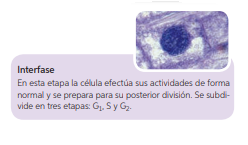 Interfase
En esta etapa la célula efectúa sus actividades de forma
normal y se prepara para su posterior división. Se subdi-
vide en tres etapas: G₁, S y G₂.